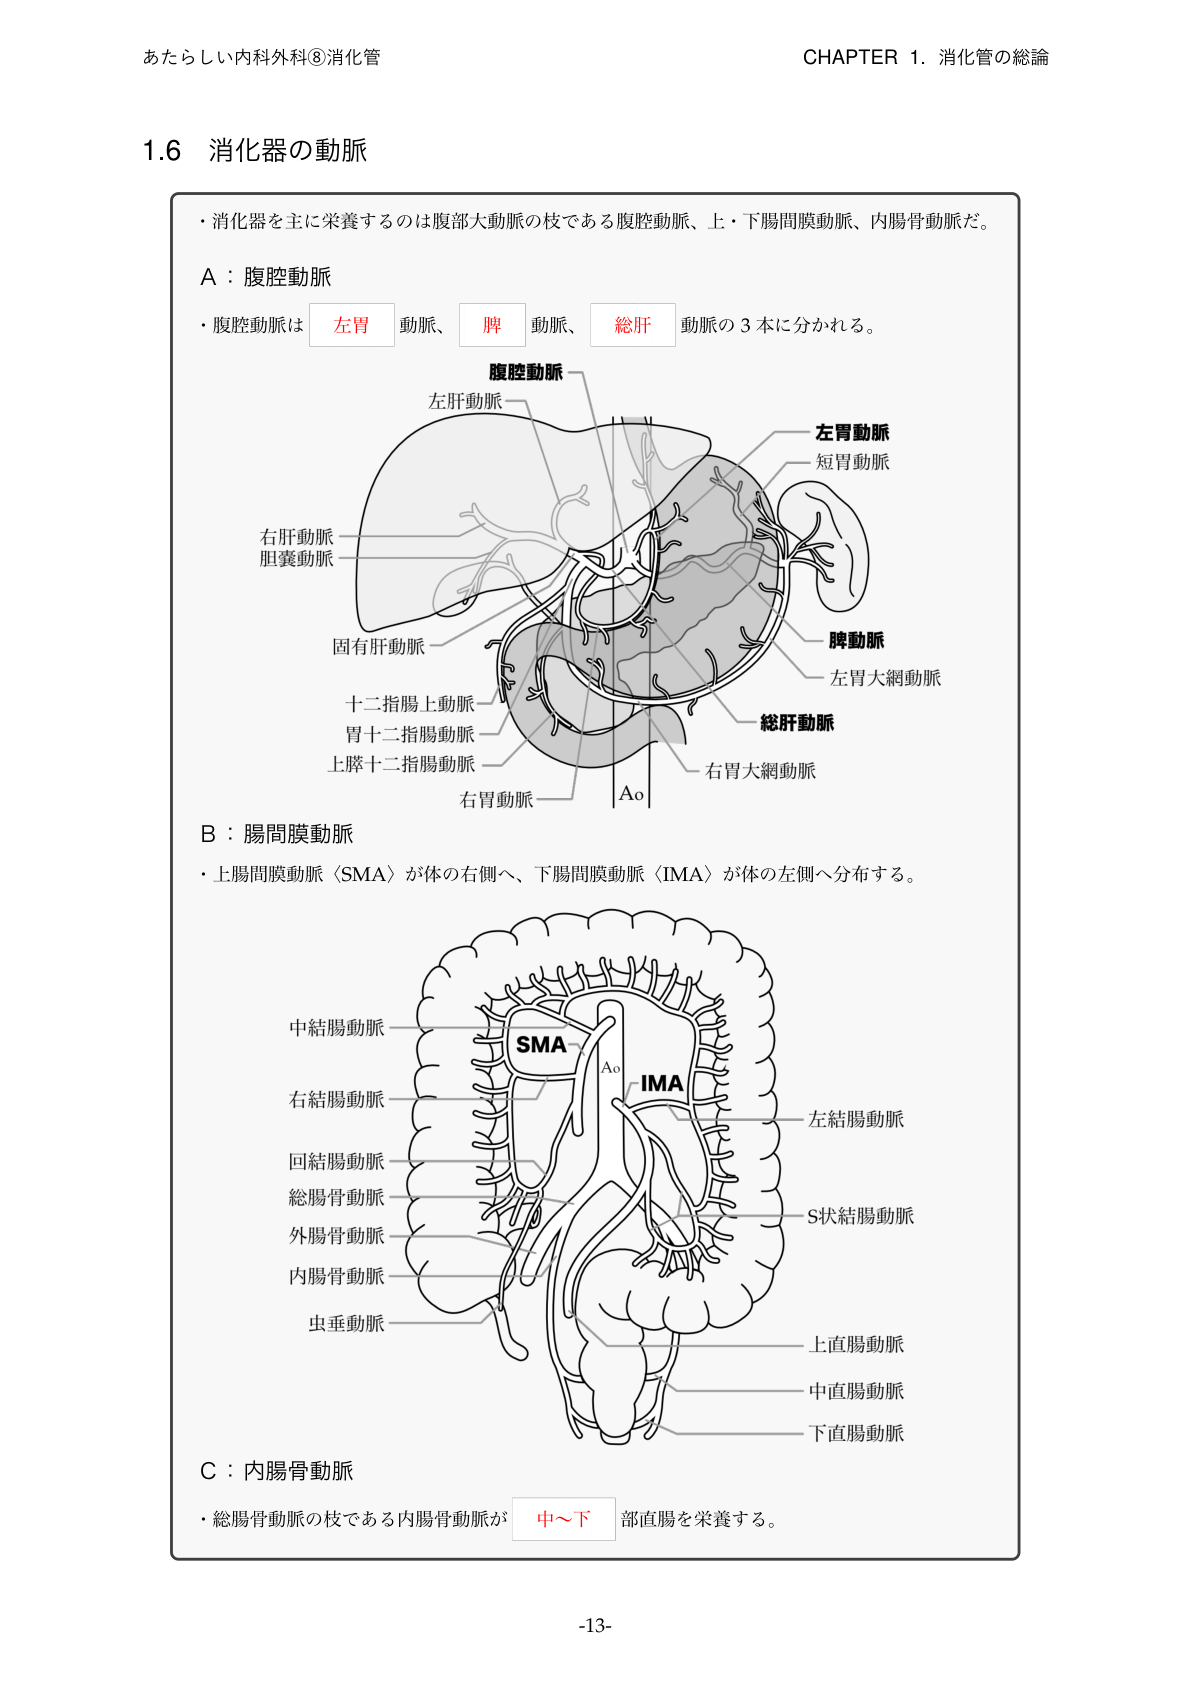 あたらしい内科外科⑧消化管
CHAPTER 1. 消化管の総論
1.6 消化器の動脈
・消化器を主に栄養するのは腹部大動脈の枝である腹腔動脈、上・下腸間膜動脈、内腸骨動脈だ。
A：腹腔動脈
・腹腔動脈は 左胃 動脈、 脾 動脈、 総肝 動脈の3本に分かれる。
腹腔動脈
左肝動脈
左胃動脈
短胃動脈
右肝動脈
胆嚢動脈
固有肝動脈
脾動脈
左胃大網動脈
十二指腸上動脈
総肝動脈
胃十二指腸動脈
上膵十二指腸動脈
右胃大網動脈
右胃動脈
Ao
B：腸間膜動脈
・上腸間膜動脈〈SMA〉が体の右側へ、下腸間膜動脈〈IMA〉が体の左側へ分布する。
中結腸動脈
SMA
Ao
IMA
右結腸動脈
左結腸動脈
回結腸動脈
総腸骨動脈
S状結腸動脈
外腸骨動脈
内腸骨動脈
虫垂動脈
上直腸動脈
中直腸動脈
下直腸動脈
C：内腸骨動脈
・総腸骨動脈の枝である内腸骨動脈が 中〜下 部直腸を栄養する。
-13-